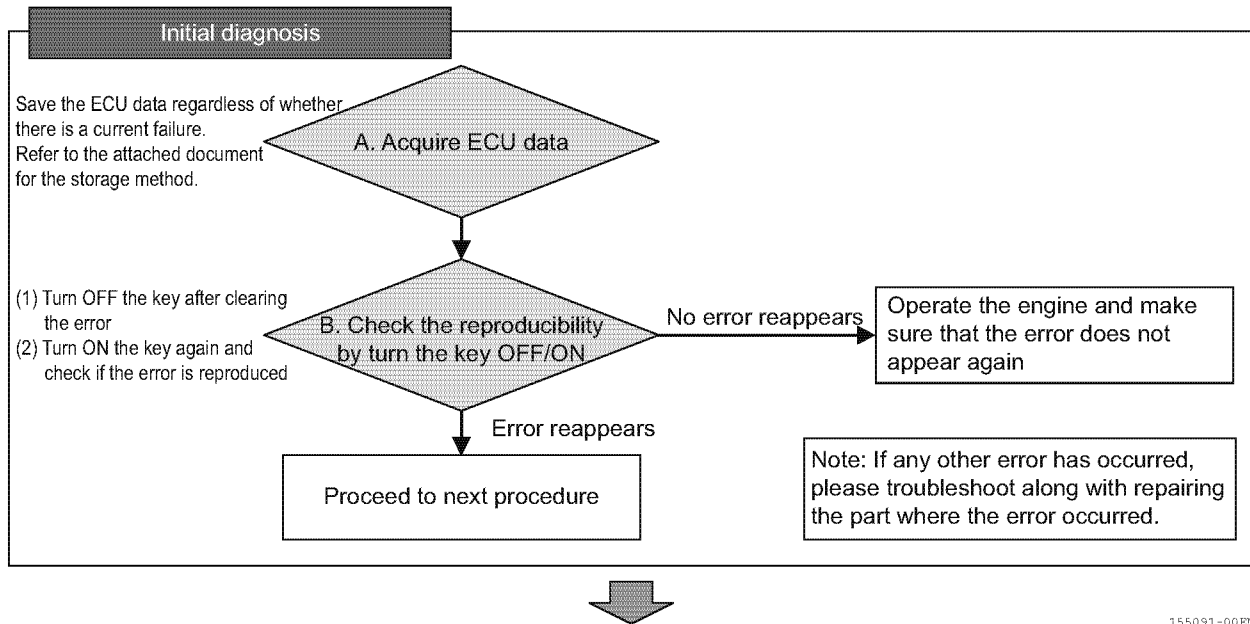 Initial diagnosis
Save the ECU data regardless of whether
there is a current failure.
Refer to the attached document
for the storage method.
A. Acquire ECU data
(1) Turn OFF the key after clearing
the error
(2) Turn ON the key again and
check if the error is reproduced
B. Check the reproducibility
by turn the key OFF/ON
No error reappears
Operate the engine and make
sure that the error does not
appear again
Error reappears
Proceed to next procedure
Note: If any other error has occurred,
please troubleshoot along with repairing
the part where the error occurred.